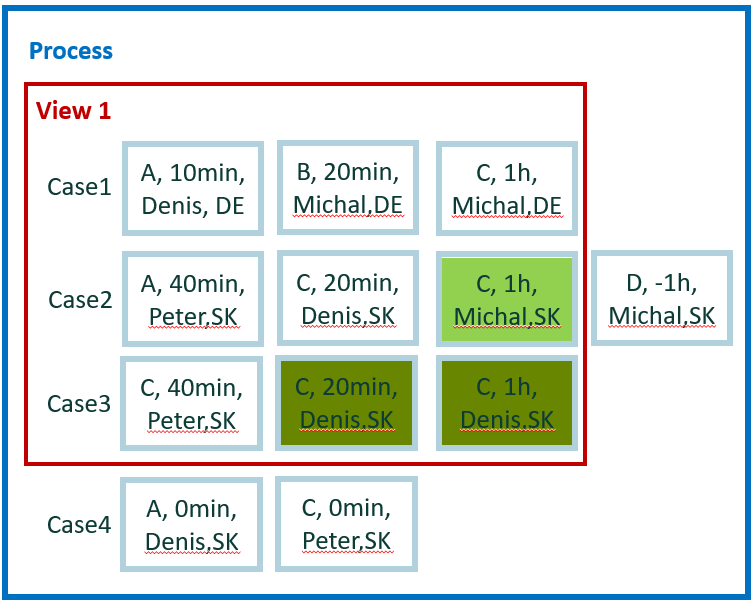 Process
View 1
Case1
A, 10min,
Denis, DE
B, 20min,
Michal,DE
C, 1h,
Michal,DE
Case2
A, 40min,
Peter,SK
C, 20min,
Denis,SK
C, 1h,
Michal,SK
D, -1h,
Michal,SK
Case3
C, 40min,
Peter,SK
C, 20min,
Denis,SK
C, 1h,
Denis,SK
Case4
A, 0min,
Denis,SK
C, 0min,
Peter,SK